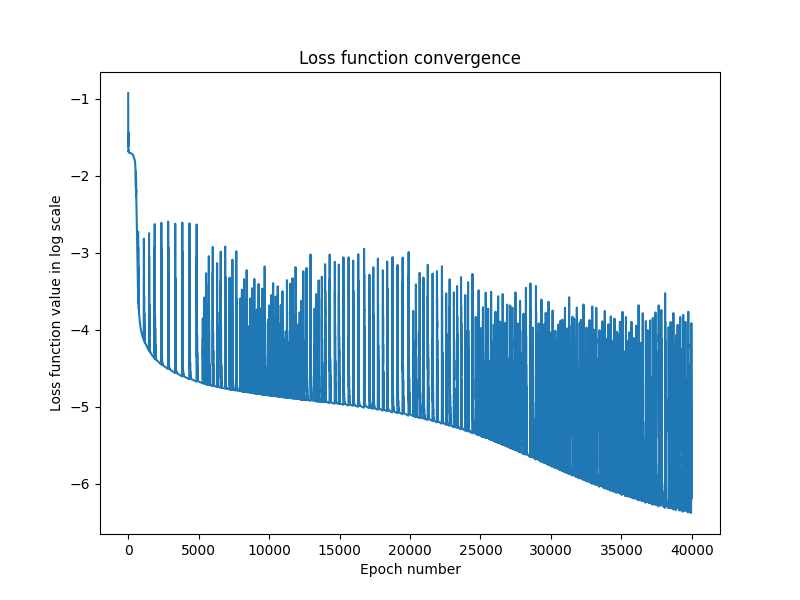 Loss function convergence
Loss function value in log scale
−1
−2
−3
−4
−5
−6
0 5000 10000 15000 20000 25000 30000 35000 40000
Epoch number